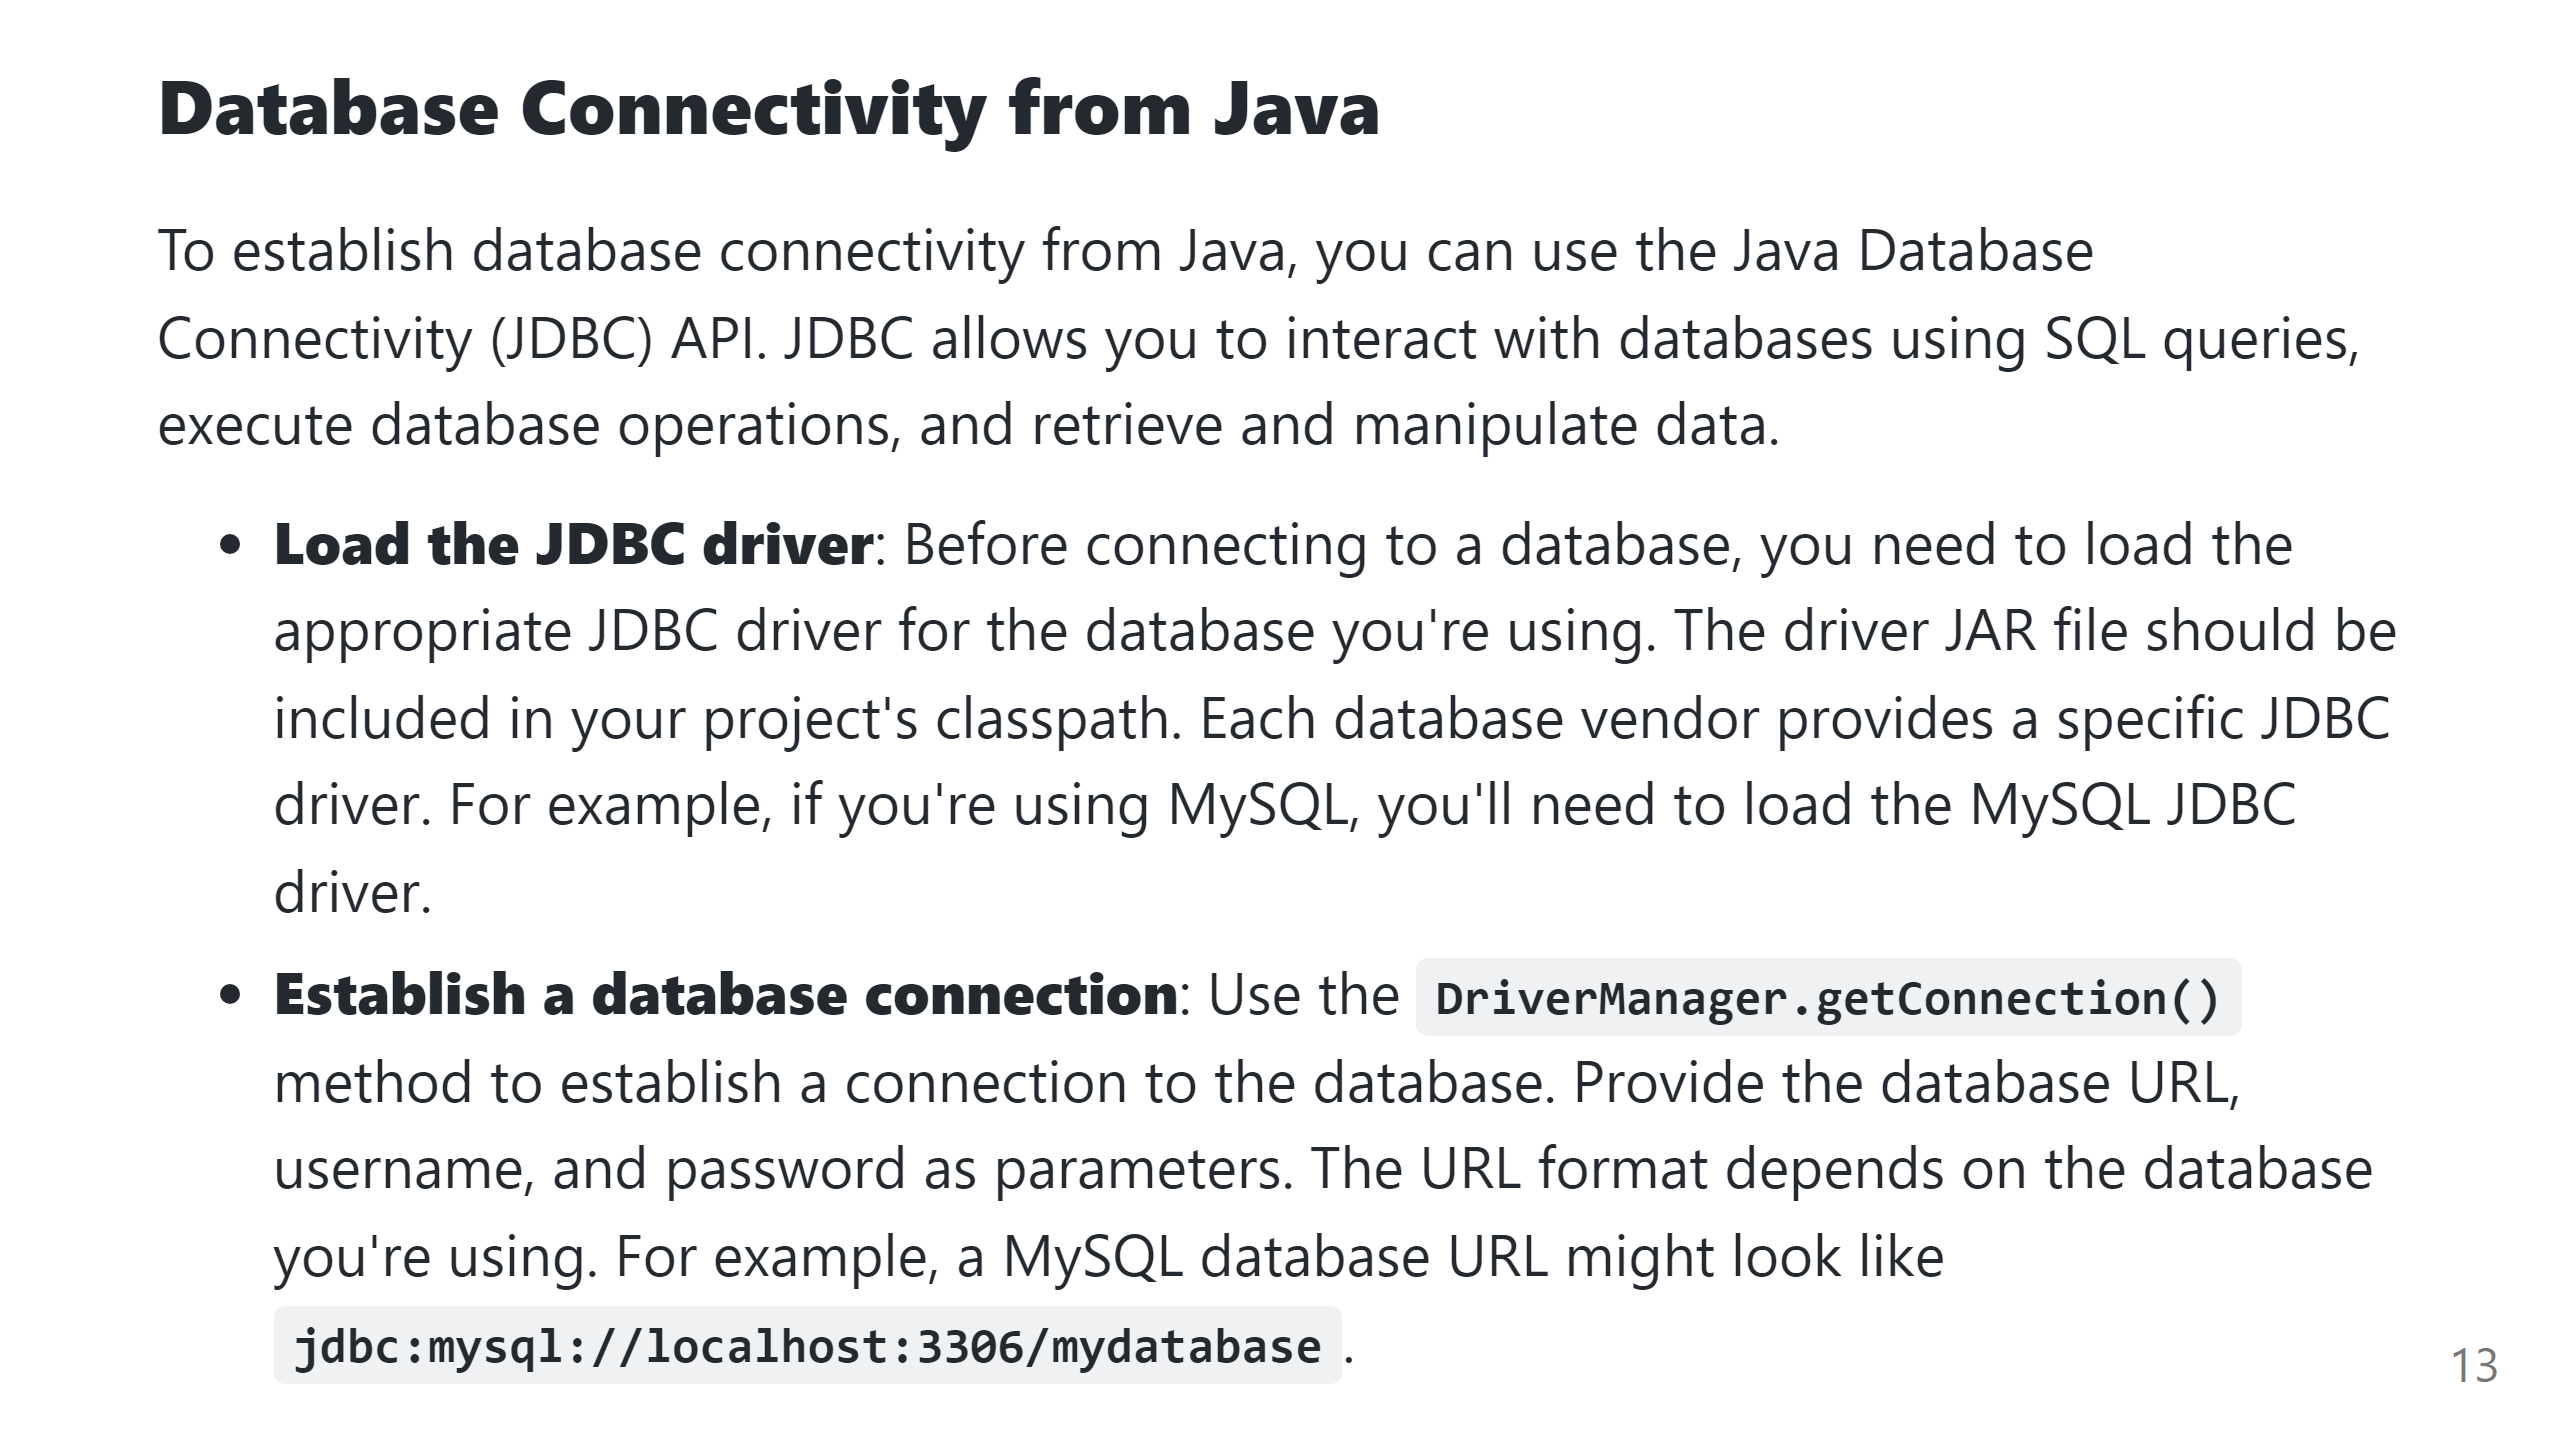 Database Connectivity from Java
To establish database connectivity from Java, you can use the Java Database
Connectivity (JDBC) API. JDBC allows you to interact with databases using SQL queries,
execute database operations, and retrieve and manipulate data.
• Load the JDBC driver: Before connecting to a database, you need to load the
appropriate JDBC driver for the database you're using. The driver JAR file should be
included in your project's classpath. Each database vendor provides a specific JDBC
driver. For example, if you're using MySQL, you'll need to load the MySQL JDBC
driver.
• Establish a database connection: Use the DriverManager.getConnection()
method to establish a connection to the database. Provide the database URL,
username, and password as parameters. The URL format depends on the database
you're using. For example, a MySQL database URL might look like
jdbc:mysql://localhost:3306/mydatabase.
13